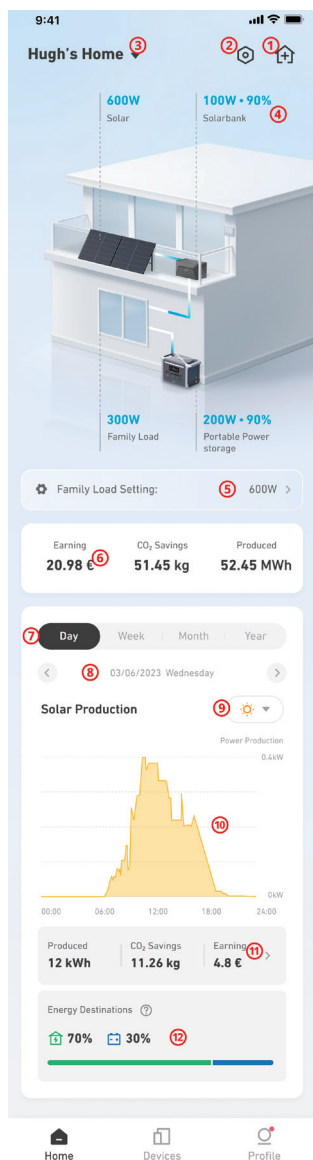 9:41
Hugh's Home ▼ ③ ② ①
600W 100W • 90%
Solar Solarbank ④
300W 200W • 90%
Family Load Portable Power
storage
Family Load Setting: ⑤ 600W >
Earning CO₂ Savings Produced
20.98 € ⑥ 51.45 kg 52.45 MWh
⑦ Day Week Month Year
< ⑧ 03/06/2023 Wednesday >
Solar Production ⑨ ▼
Power Production
0.4kW
⑩
0kW
00:00 06:00 12:00 18:00 24:00
Produced CO₂ Savings Earning
12 kWh 11.26 kg 4.8 € ⑪ >
Energy Destinations ?
70% 30% ⑫
Home Devices Profile